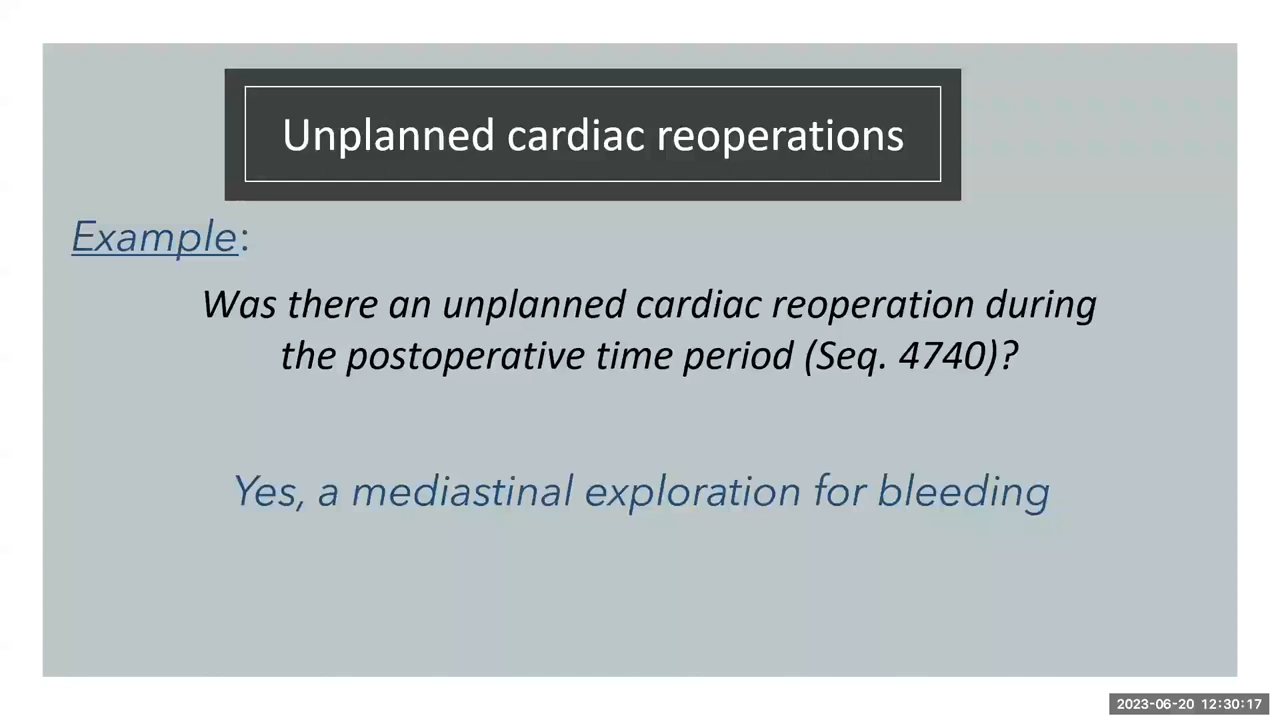 Unplanned cardiac reoperations
Example:
Was there an unplanned cardiac reoperation during
the postoperative time period (Seq. 4740)?
Yes, a mediastinal exploration for bleeding
2023-06-20 12:30:17